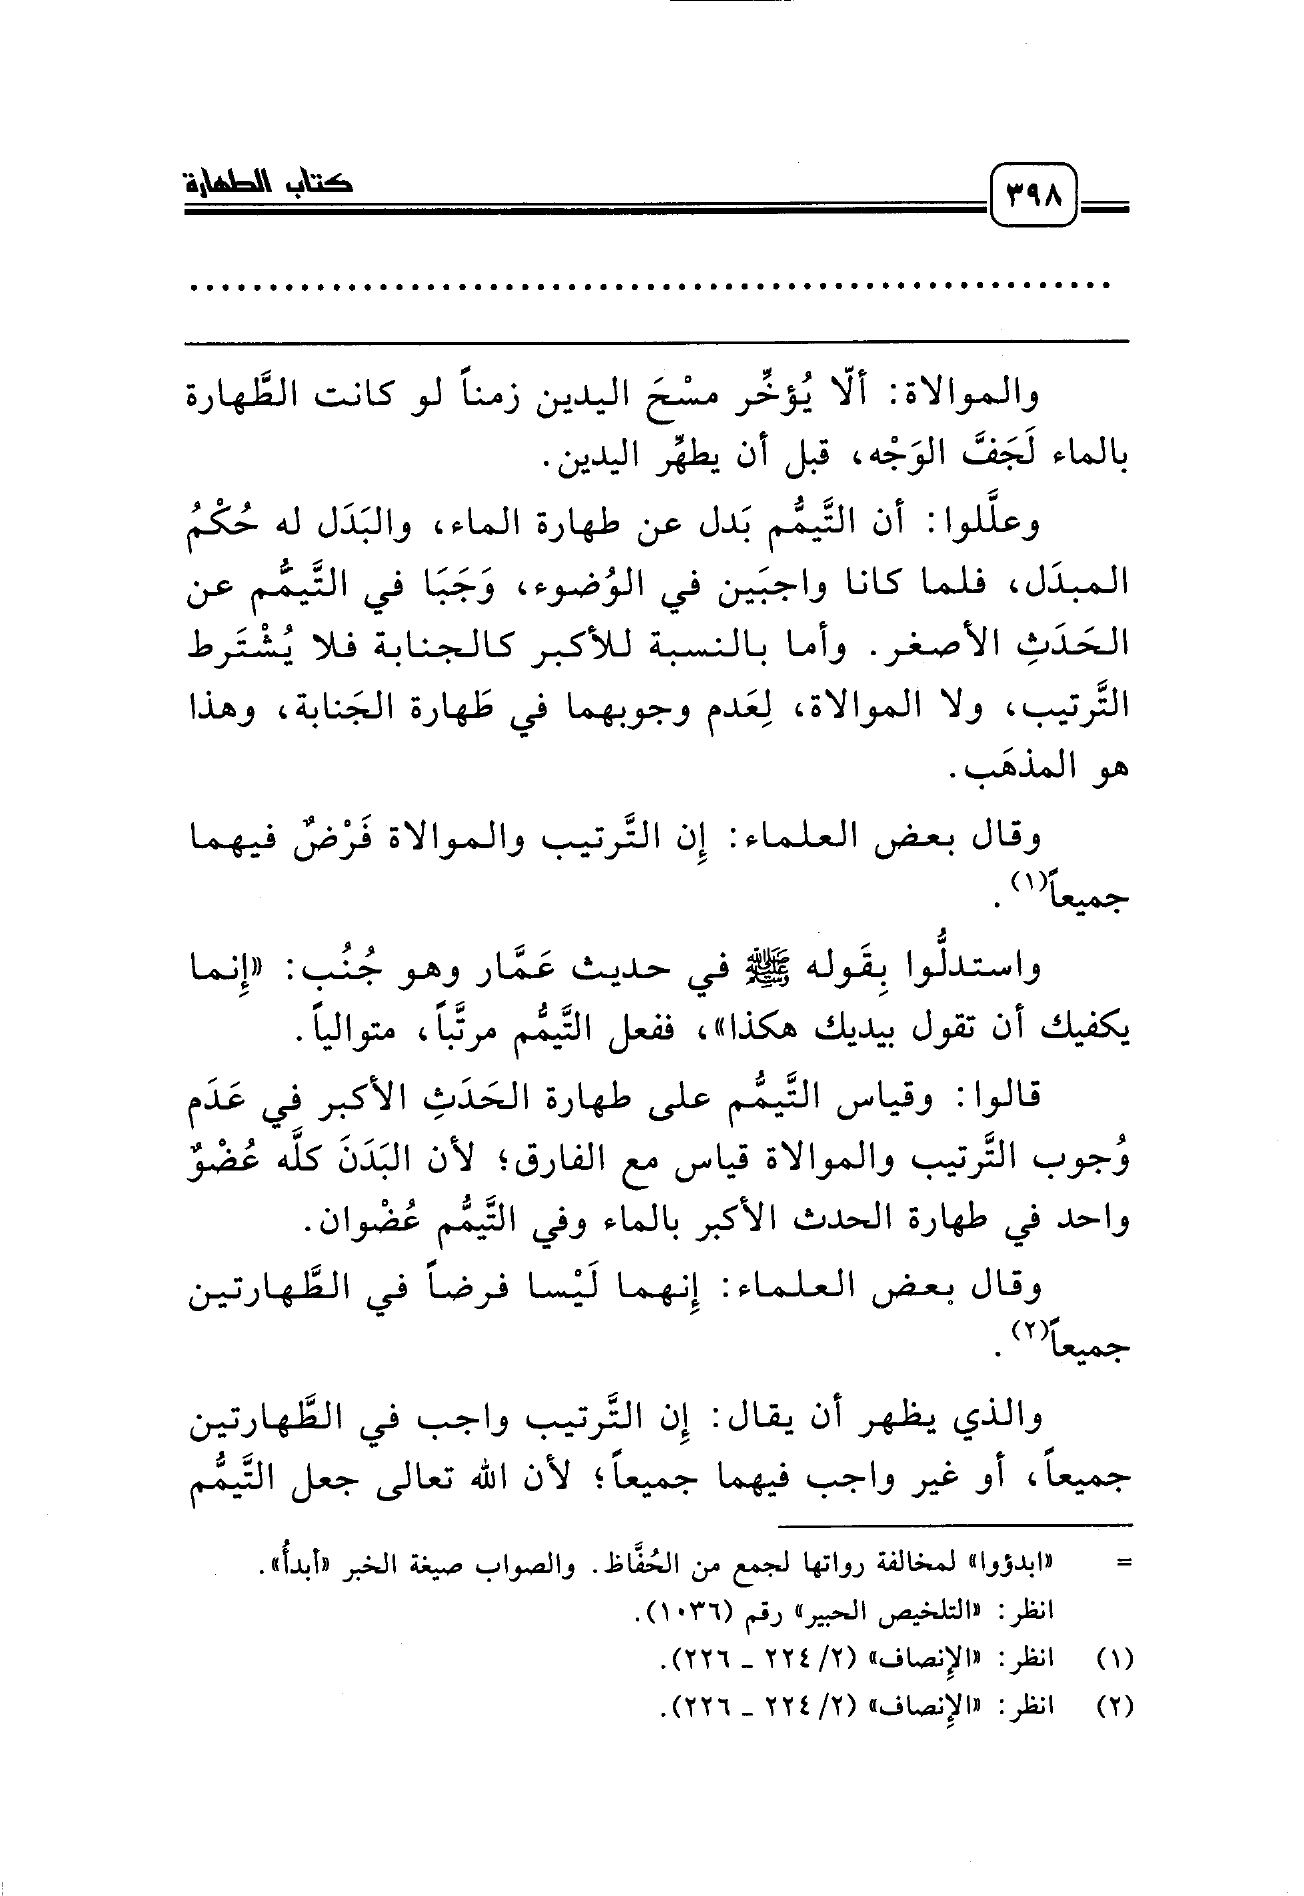 ٣٩٨
كتاب الطهارة
والموالاة: ألّا يُؤخِّر مسْحَ اليدين زمناً لو كانت الطَّهارة
بالماء لَجَفَّ الوَجْه، قبل أن يطهِّر اليدين.
وعلَّلوا: أن التَّيمُّم بَدل عن طهارة الماء، والبَدَل له حُكْمُ
المبدَل، فلما كانا واجبَين في الوُضوء، وَجَبَا في التَّيمُّم عن
الحَدَثِ الأصغر. وأما بالنسبة للأكبر كالجنابة فلا يُشْتَرط
التَّرتيب، ولا الموالاة، لِعَدم وجوبهما في طَهارة الجَنابة، وهذا
هو المذهَب.
وقال بعض العلماء: إِن التَّرتيب والموالاة فَرْضٌ فيهما
جميعاً(١).
واستدلُّوا بِقَوله ﷺ في حديث عَمَّار وهو جُنُب: «إِنما
يكفيك أن تقول بيديك هكذا»، ففعل التَّيمُّم مرتَّباً، متوالياً.
قالوا: وقياس التَّيمُّم على طهارة الحَدَثِ الأكبر في عَدَم
وُجوب التَّرتيب والموالاة قياس مع الفارق؛ لأن البَدَنَ كلَّه عُضْوٌ
واحد في طهارة الحدث الأكبر بالماء وفي التَّيمُّم عُضْوان.
وقال بعض العلماء: إِنهما لَيْسا فرضاً في الطَّهارتين
جميعاً(٢).
والذي يظهر أن يقال: إِن التَّرتيب واجب في الطَّهارتين
جميعاً، أو غير واجب فيهما جميعاً؛ لأن الله تعالى جعل التَّيمُّم
= «ابدؤوا» لمخالفة رواتها لجمع من الحُفَّاظ. والصواب صيغة الخبر «أبدأُ».
انظر: «التلخيص الحبير» رقم (١٠٣٦).
(١) انظر: «الإِنصاف» (٢/ ٢٢٤ ـ ٢٢٦).
(٢) انظر: «الإِنصاف» (٢/ ٢٢٤ ـ ٢٢٦).